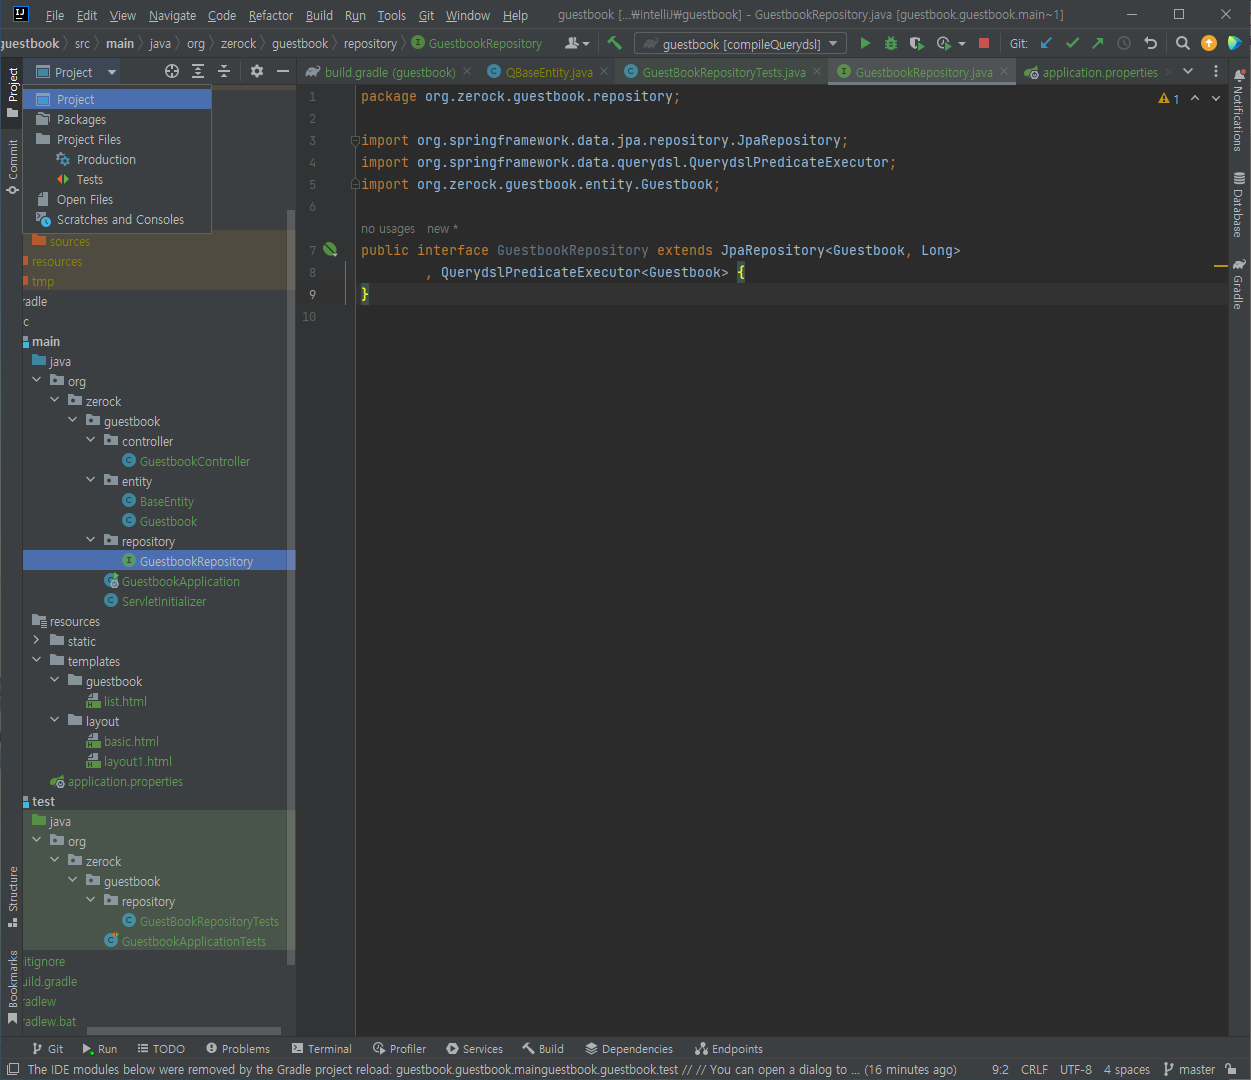 File Edit View Navigate Code Refactor Build Run Tools Git Window Help guestbook [...₩IntelliJ₩guestbook] - GuestbookRepository.java [guestbook.guestbook.main~1]
guestbook src main java org zerock guestbook repository GuestbookRepository guestbook [compileQuerydsl] Git:
Project build.gradle (guestbook) QBaseEntity.java GuestBookRepositoryTests.java GuestbookRepository.java application.properties
Project
Packages
Project Files
Production
Tests
Open Files
Scratches and Consoles
sources
resources
tmp
radle
c
main
java
org
zerock
guestbook
controller
GuestbookController
entity
BaseEntity
Guestbook
repository
GuestbookRepository
GuestbookApplication
ServletInitializer
resources
static
templates
guestbook
list.html
layout
basic.html
layout1.html
application.properties
test
java
org
zerock
guestbook
repository
GuestBookRepositoryTests
GuestbookApplicationTests
itignore
uild.gradle
radlew
radlew.bat
Project
Commit
Structure
Bookmarks
1 package org.zerock.guestbook.repository;
2
3 import org.springframework.data.jpa.repository.JpaRepository;
4 import org.springframework.data.querydsl.QuerydslPredicateExecutor;
5 import org.zerock.guestbook.entity.Guestbook;
6
no usages new *
7 public interface GuestbookRepository extends JpaRepository<Guestbook, Long>
8 , QuerydslPredicateExecutor<Guestbook> {
9 }
10
1
Notifications
Database
Gradle
Git Run TODO Problems Terminal Profiler Services Build Dependencies Endpoints
The IDE modules below were removed by the Gradle project reload: guestbook.guestbook.mainguestbook.guestbook.test // // You can open a dialog to ... (16 minutes ago) 9:2 CRLF UTF-8 4 spaces master